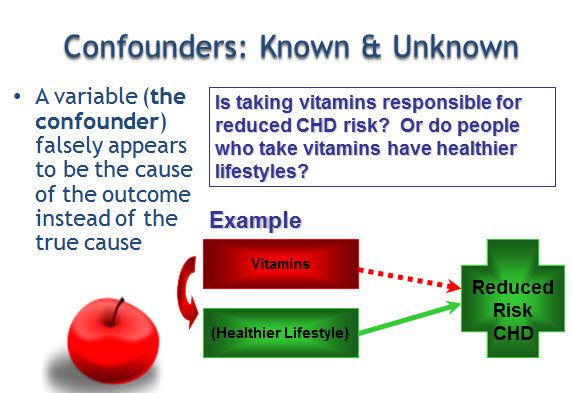 Confounders: Known & Unknown
• A variable (the
confounder)
falsely appears
to be the cause
of the outcome
instead of the
true cause
Is taking vitamins responsible for
reduced CHD risk? Or do people
who take vitamins have healthier
lifestyles?
Example
Vitamins
(Healthier Lifestyle)
Reduced
Risk
CHD